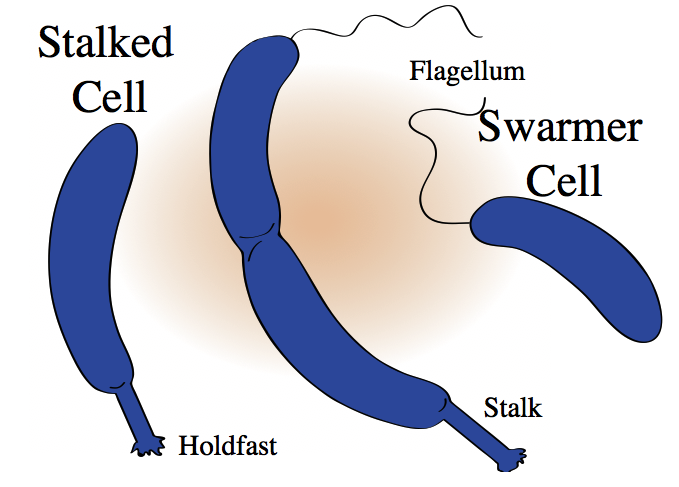 Stalked
Cell
Flagellum
Swarmer
Cell
Stalk
Holdfast